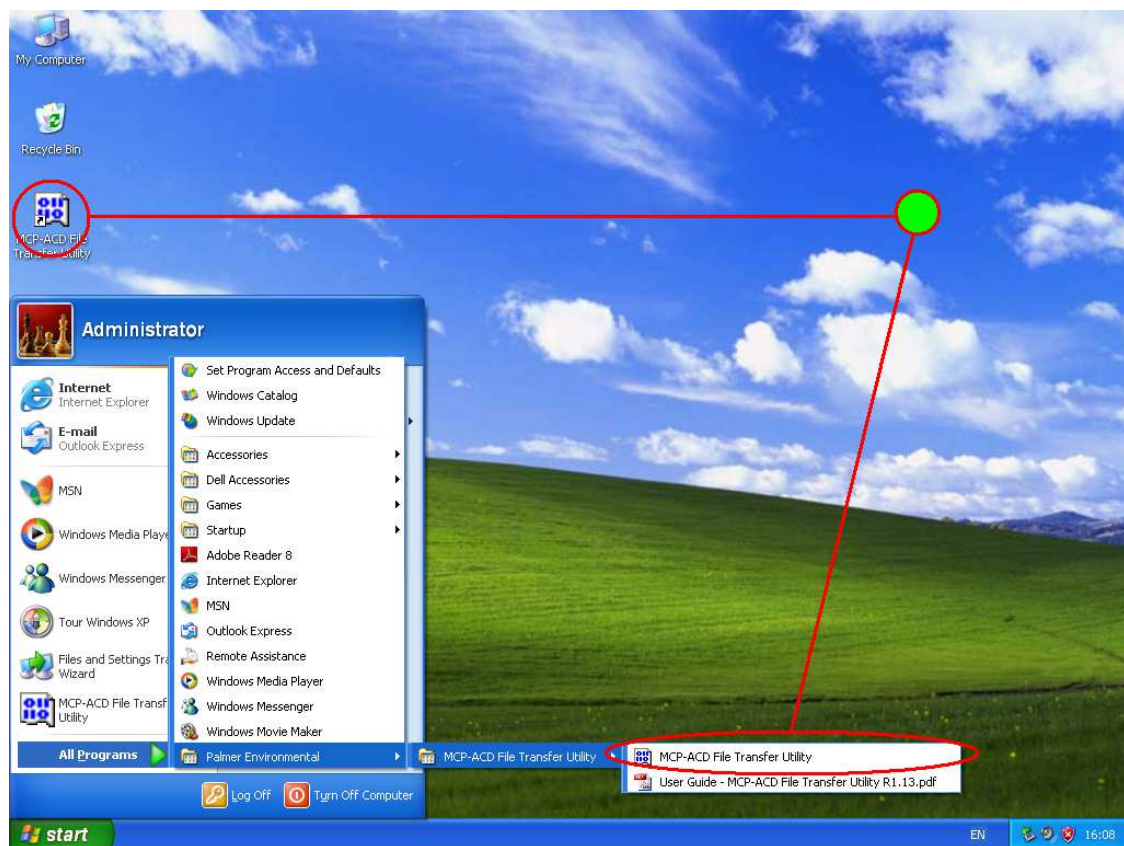 My Computer
Recycle Bin
MCP-ACD File
Transfer Utility
Administrator
Internet
Internet Explorer
E-mail
Outlook Express
MSN
Windows Media Playe
Windows Messenger
Tour Windows XP
Files and Settings Tra
Wizard
MCP-ACD File Transf
Utility
All Programs
Set Program Access and Defaults
Windows Catalog
Windows Update
Accessories
Dell Accessories
Games
Startup
Adobe Reader 8
Internet Explorer
MSN
Outlook Express
Remote Assistance
Windows Media Player
Windows Messenger
Windows Movie Maker
Palmer Environmental
MCP-ACD File Transfer Utility
MCP-ACD File Transfer Utility
User Guide - MCP-ACD File Transfer Utility R1.13.pdf
Log Off
Turn Off Computer
start
EN
16:08